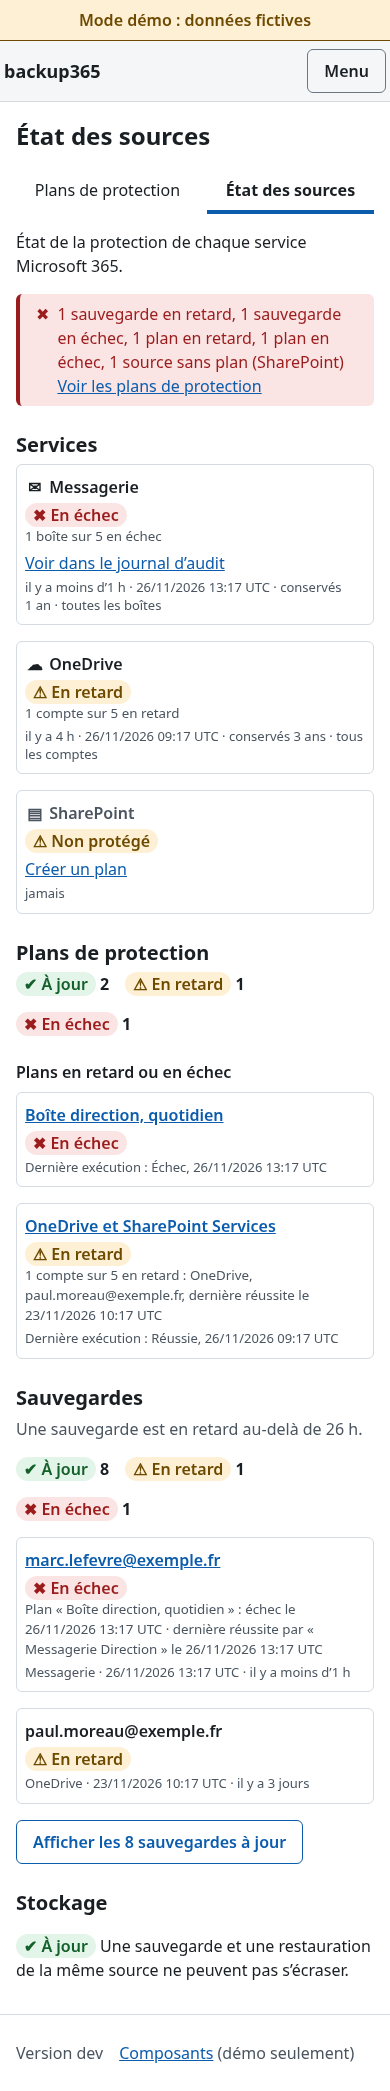 Mode démo : données fictives
backup365
Menu
État des sources
Plans de protection
État des sources
État de la protection de chaque service
Microsoft 365.
✖ 1 sauvegarde en retard, 1 sauvegarde
en échec, 1 plan en retard, 1 plan en
échec, 1 source sans plan (SharePoint)
Voir les plans de protection
Services
✉ Messagerie
✖ En échec
1 boîte sur 5 en échec
Voir dans le journal d’audit
il y a moins d’1 h · 26/11/2026 13:17 UTC · conservés
1 an · toutes les boîtes
☁ OneDrive
⚠ En retard
1 compte sur 5 en retard
il y a 4 h · 26/11/2026 09:17 UTC · conservés 3 ans · tous
les comptes
▤ SharePoint
⚠ Non protégé
Créer un plan
jamais
Plans de protection
✔ À jour 2 ⚠ En retard 1
✖ En échec 1
Plans en retard ou en échec
Boîte direction, quotidien
✖ En échec
Dernière exécution : Échec, 26/11/2026 13:17 UTC
OneDrive et SharePoint Services
⚠ En retard
1 compte sur 5 en retard : OneDrive,
paul.moreau@exemple.fr, dernière réussite le
23/11/2026 10:17 UTC
Dernière exécution : Réussie, 26/11/2026 09:17 UTC
Sauvegardes
Une sauvegarde est en retard au-delà de 26 h.
✔ À jour 8 ⚠ En retard 1
✖ En échec 1
marc.lefevre@exemple.fr
✖ En échec
Plan « Boîte direction, quotidien » : échec le
26/11/2026 13:17 UTC · dernière réussite par «
Messagerie Direction » le 26/11/2026 13:17 UTC
Messagerie · 26/11/2026 13:17 UTC · il y a moins d’1 h
paul.moreau@exemple.fr
⚠ En retard
OneDrive · 23/11/2026 10:17 UTC · il y a 3 jours
Afficher les 8 sauvegardes à jour
Stockage
✔ À jour Une sauvegarde et une restauration
de la même source ne peuvent pas s’écraser.
Version dev Composants (démo seulement)